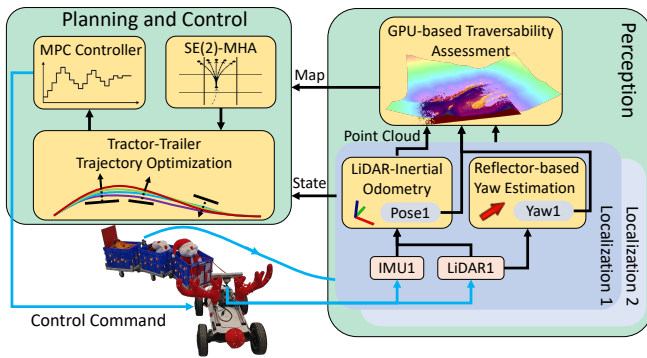 Planning and Control
MPC Controller
SE(2)-MHA
Tractor-Trailer
Trajectory Optimization
Control Command
Map
State
GPU-based Traversability
Assessment
Perception
Point Cloud
LiDAR-Inertial
Odometry
Pose1
Reflector-based
Yaw Estimation
Yaw1
IMU1
LiDAR1
Localization 1
Localization 2